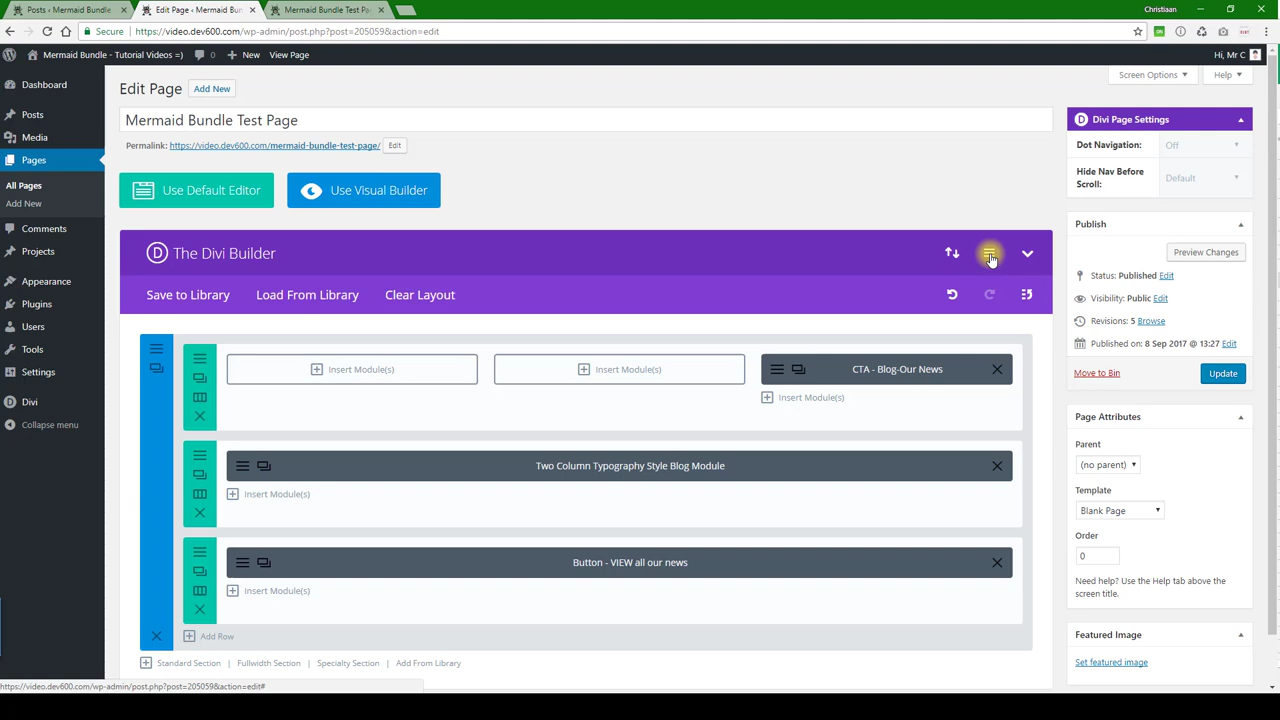 Posts ‹ Mermaid Bundle
Edit Page ‹ Mermaid Bun
Mermaid Bundle Test Pa
Christiaan
Secure
https://video.dev600.com/wp-admin/post.php?post=205059&action=edit
Mermaid Bundle - Tutorial Videos =)
0
New
View Page
Hi, Mr C
Dashboard
Posts
Media
Pages
All Pages
Add New
Comments
Projects
Appearance
Plugins
Users
Tools
Settings
Divi
Collapse menu
Screen Options
Help
Edit Page
Add New
Mermaid Bundle Test Page
Permalink: https://video.dev600.com/mermaid-bundle-test-page/ Edit
Use Default Editor
Use Visual Builder
D The Divi Builder
Save to Library
Load From Library
Clear Layout
Insert Module(s)
Insert Module(s)
CTA - Blog-Our News
Insert Module(s)
Two Column Typography Style Blog Module
Insert Module(s)
Button - VIEW all our news
Insert Module(s)
Add Row
Standard Section | Fullwidth Section | Specialty Section | Add From Library
D Divi Page Settings
Dot Navigation: Off
Hide Nav Before
Scroll:
Default
Publish
Preview Changes
Status: Published Edit
Visibility: Public Edit
Revisions: 5 Browse
Published on: 8 Sep 2017 @ 13:27 Edit
Move to Bin
Update
Page Attributes
Parent
(no parent)
Template
Blank Page
Order
0
Need help? Use the Help tab above the
screen title.
Featured Image
Set featured image
https://video.dev600.com/wp-admin/post.php?post=205059&action=edit#